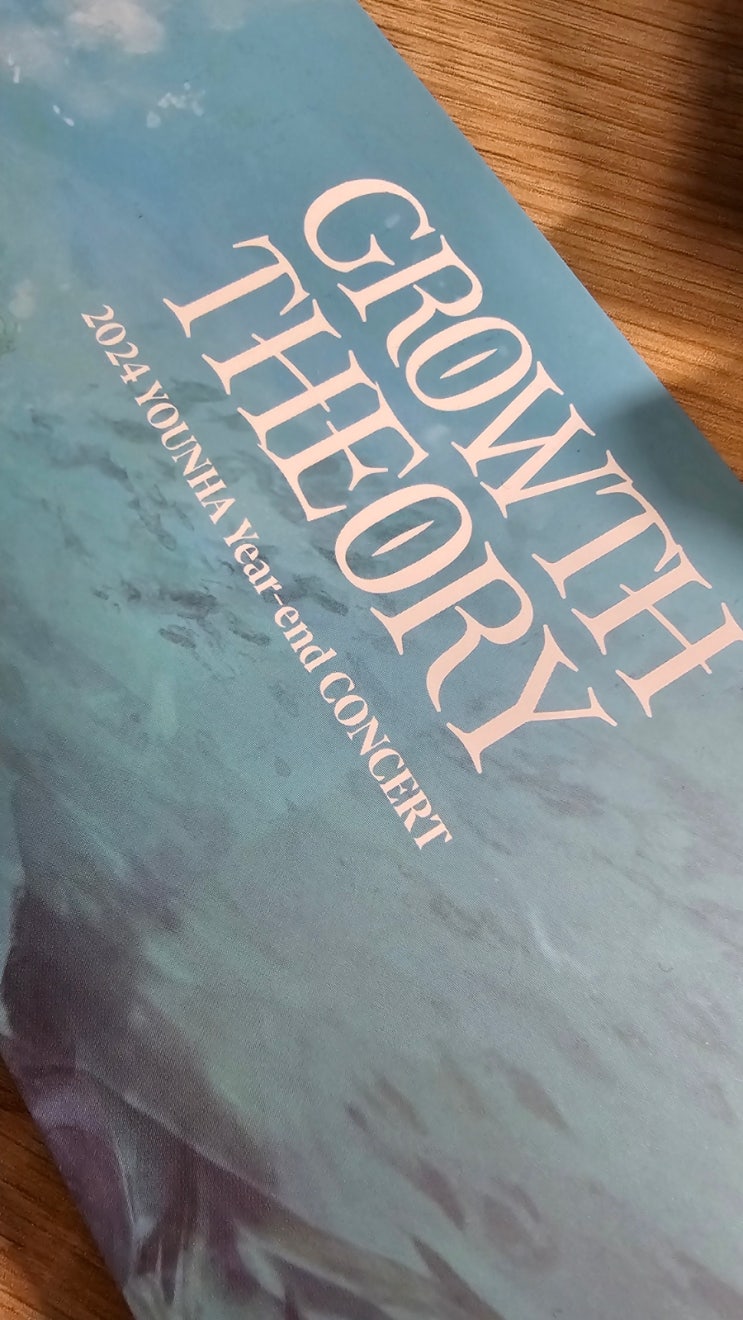 GROWTH
THEORY
2024 YOUNHA Year-end CONCERT